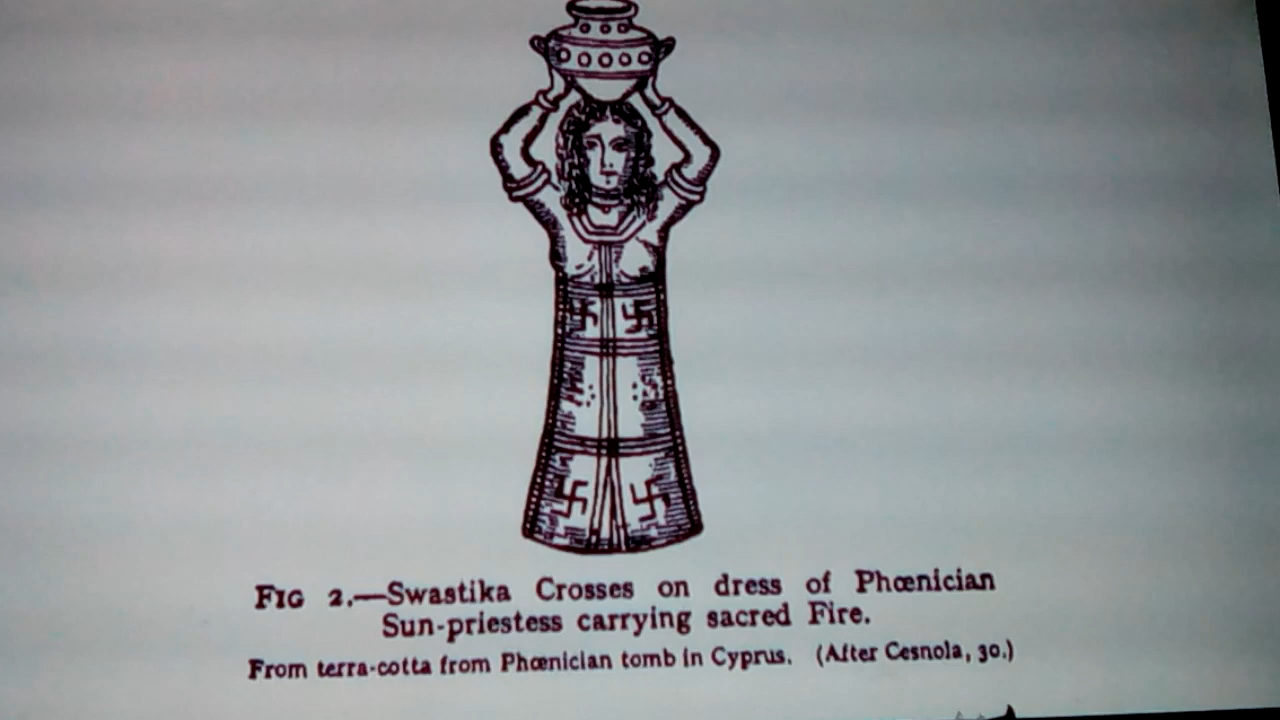 FIG 2.—Swastika Crosses on dress of Phœnician
Sun-priestess carrying sacred Fire.
From terra-cotta from Phœnician tomb in Cyprus. (After Cesnola, 30.)